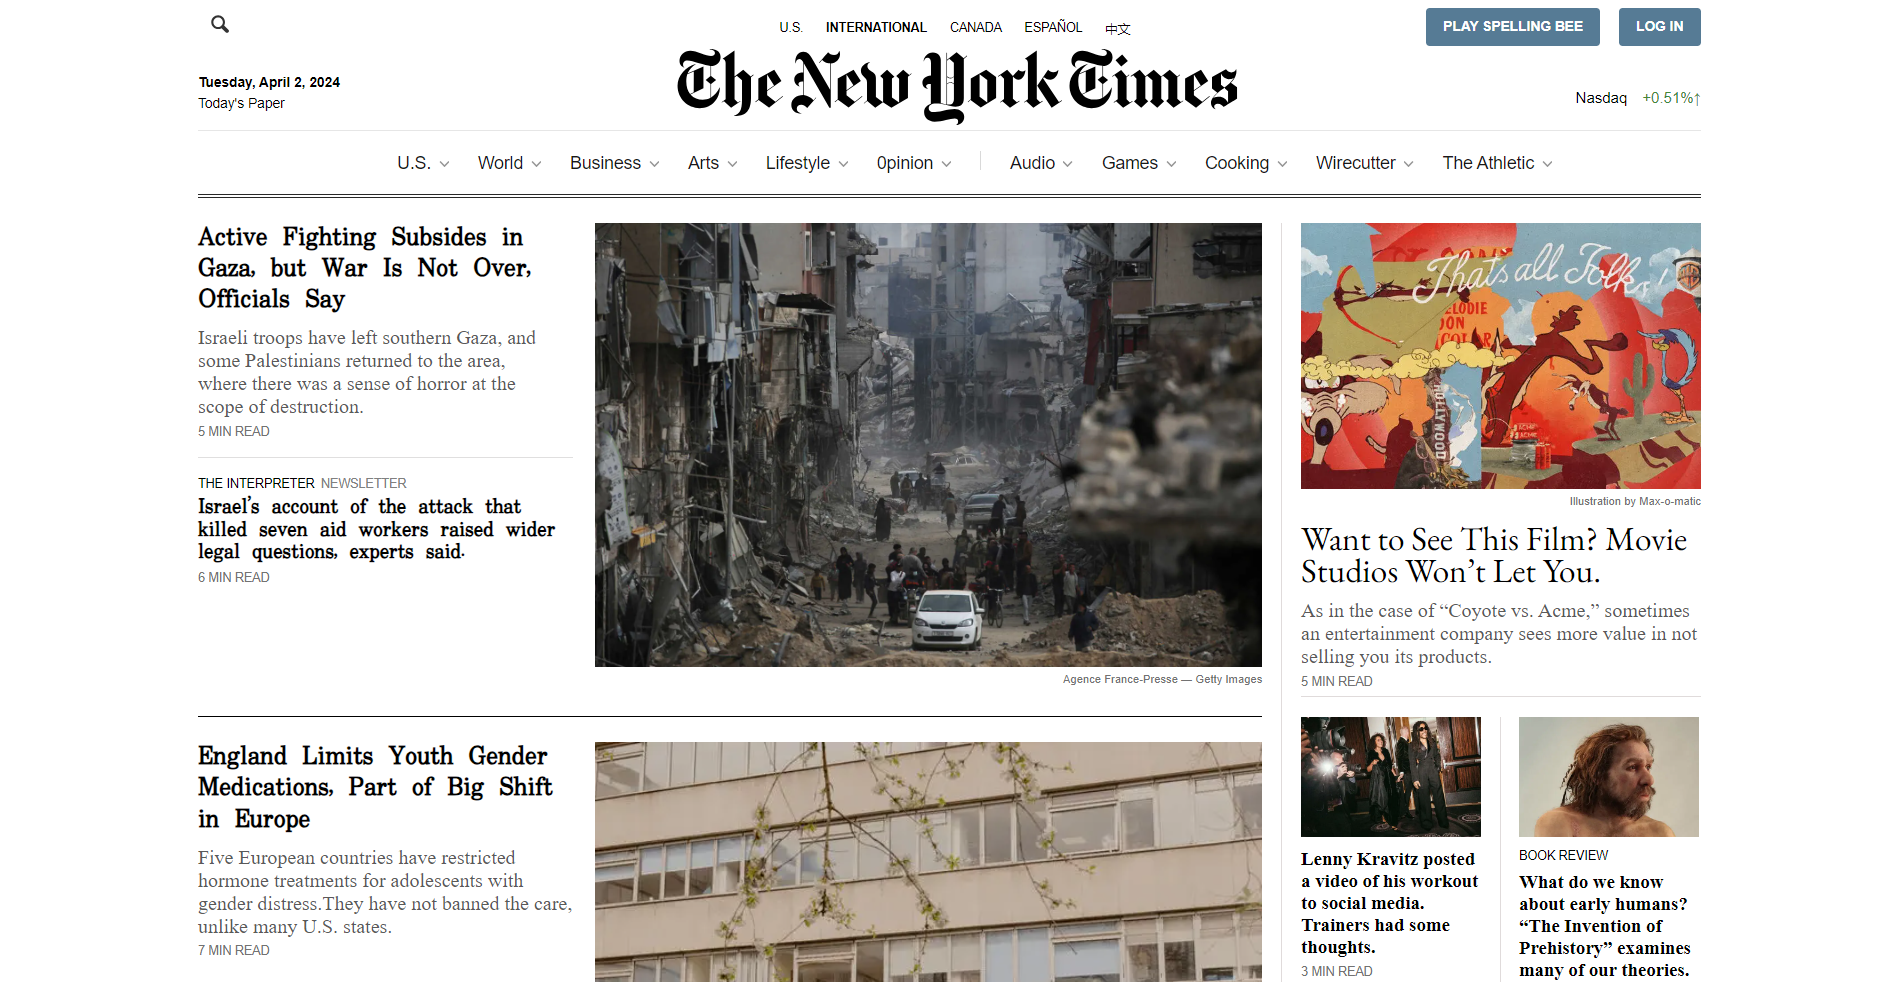 U.S. INTERNATIONAL CANADA ESPAÑOL 中文
PLAY SPELLING BEE
LOG IN
The New York Times
Tuesday, April 2, 2024
Today's Paper
Nasdaq +0.51%↑
U.S. World Business Arts Lifestyle 0pinion Audio Games Cooking Wirecutter The Athletic
Active Fighting Subsides in
Gaza, but War Is Not Over,
Officials Say
Israeli troops have left southern Gaza, and
some Palestinians returned to the area,
where there was a sense of horror at the
scope of destruction.
5 MIN READ
THE INTERPRETER NEWSLETTER
Israel's account of the attack that
killed seven aid workers raised wider
legal questions, experts said.
6 MIN READ
Agence France-Presse — Getty Images
England Limits Youth Gender
Medications, Part of Big Shift
in Europe
Five European countries have restricted
hormone treatments for adolescents with
gender distress.They have not banned the care,
unlike many U.S. states.
7 MIN READ
Thats all Folks!
WB
ELODIE
ON
COLAR
HOLLYWOOD
ACME
ACME
Illustration by Max-o-matic
Want to See This Film? Movie
Studios Won’t Let You.
As in the case of “Coyote vs. Acme,” sometimes
an entertainment company sees more value in not
selling you its products.
5 MIN READ
Lenny Kravitz posted
a video of his workout
to social media.
Trainers had some
thoughts.
3 MIN READ
BOOK REVIEW
What do we know
about early humans?
“The Invention of
Prehistory” examines
many of our theories.